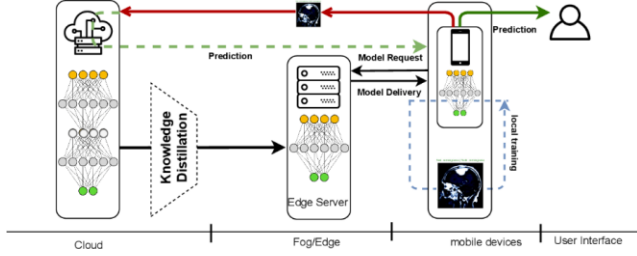 Prediction
Prediction
Model Request
Model Delivery
Knowledge
Distillation
local training
Edge Server
Cloud
Fog/Edge
mobile devices
User Interface